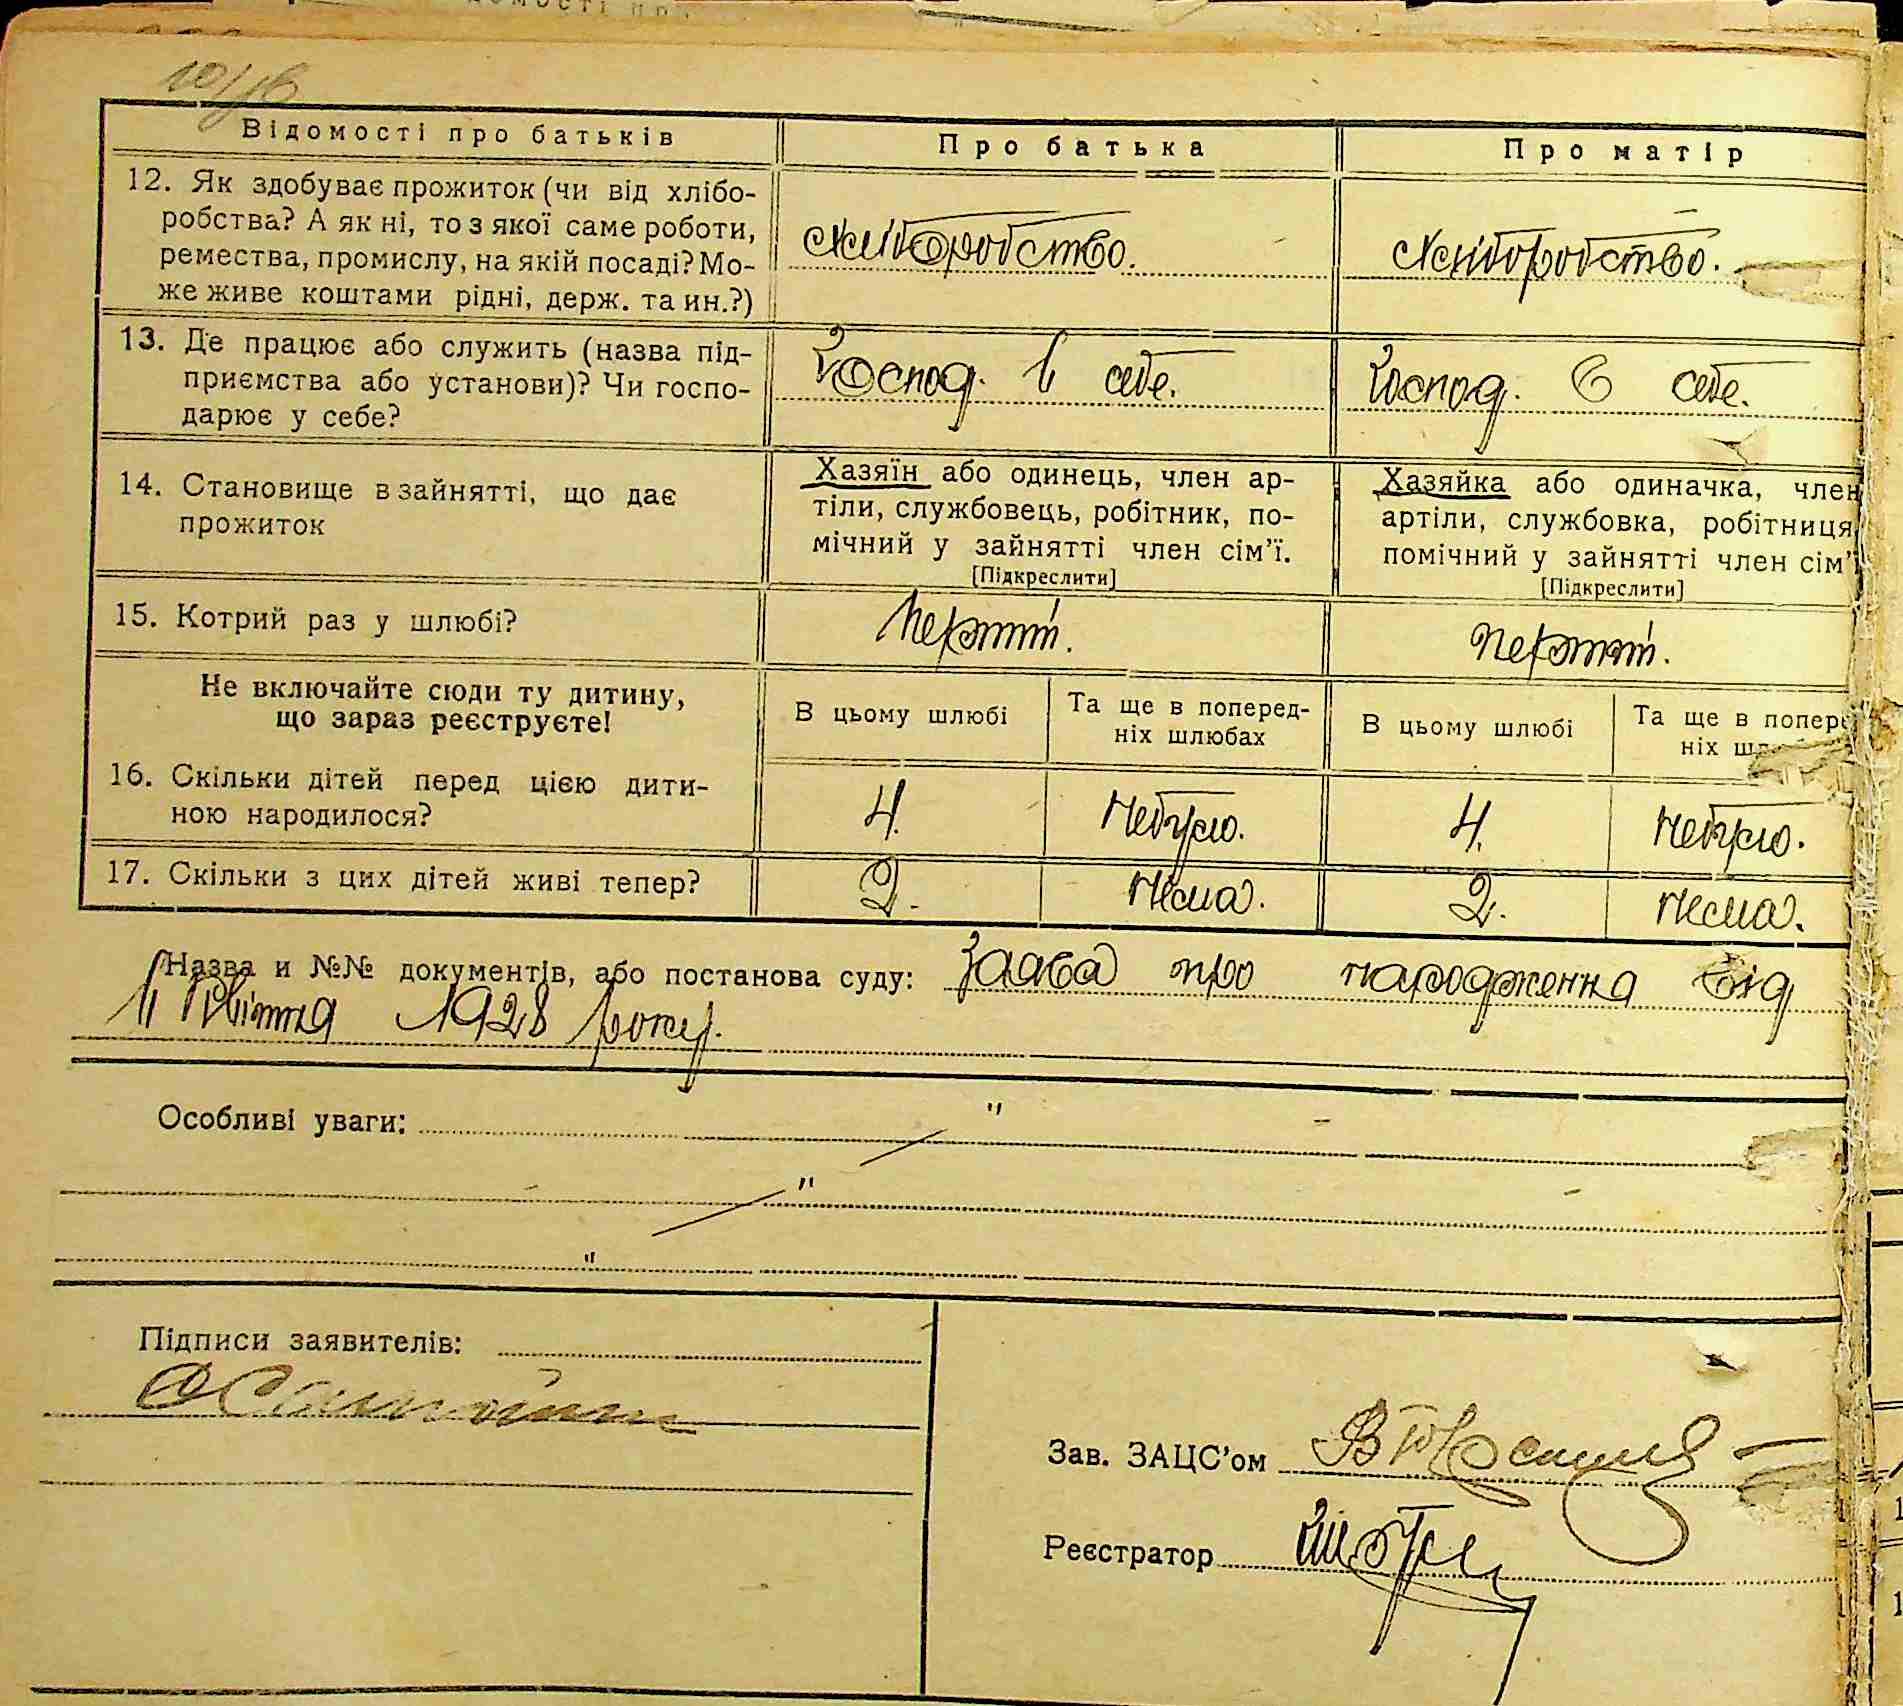 Відомості про батьків
Про батька
Про матір
12. Як здобуває прожиток (чи від хлібо-
робства? А як ні, то з якої саме роботи,
ремества, промислу, на якій посаді? Мо-
же живе коштами рідні, держ. та ин.?)
хліборобство.
хліборобство.
13. Де працює або служить (назва під-
приємства або установи)? Чи госпо-
дарює у себе?
Господ. в себе.
Господ. в себе.
14. Становище в зайнятті, що дає
прожиток
Хазяїн або одинець, член ар-
тіли, службовець, робітник, по-
мічний у зайнятті член сім'ї.
[Підкреслити]
Хазяйка або одиначка, член
артіли, службовка, робітниця
помічний у зайнятті член сім'ї
[Підкреслити]
15. Котрий раз у шлюбі?
Не включайте сюди ту дитину,
що зараз реєструєте!
В цьому шлюбі
Та ще в поперед-
ніх шлюбах
В цьому шлюбі
Та ще в попере
ніх
16. Скільки дітей перед цією дити-
ною народилося?
4.
Небуло.
4.
Небуло.
17. Скільки з цих дітей живі тепер?
2.
Нема.
2.
Нема.
Назва и №№ документів, або постанова суду: Заява про народження від
11 Квітня 1928 року.
Особливі уваги: "
"
"
Підписи заявителів:
Зав. ЗАЦС'ом
Реєстратор